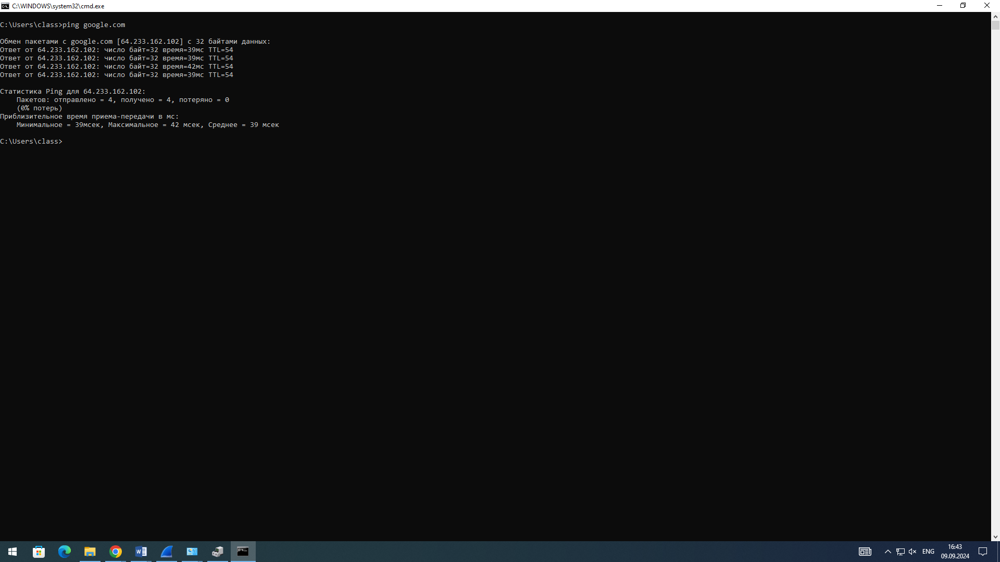 C:\WINDOWS\system32\cmd.exe
C:\Users\class>ping google.com
Обмен пакетами с google.com [64.233.162.102] с 32 байтами данных:
Ответ от 64.233.162.102: число байт=32 время=39мс TTL=54
Ответ от 64.233.162.102: число байт=32 время=39мс TTL=54
Ответ от 64.233.162.102: число байт=32 время=42мс TTL=54
Ответ от 64.233.162.102: число байт=32 время=39мс TTL=54
Статистика Ping для 64.233.162.102:
Пакетов: отправлено = 4, получено = 4, потеряно = 0
(0% потерь)
Приблизительное время приема-передачи в мс:
Минимальное = 39мсек, Максимальное = 42 мсек, Среднее = 39 мсек
C:\Users\class>
ENG
16:43
09.09.2024